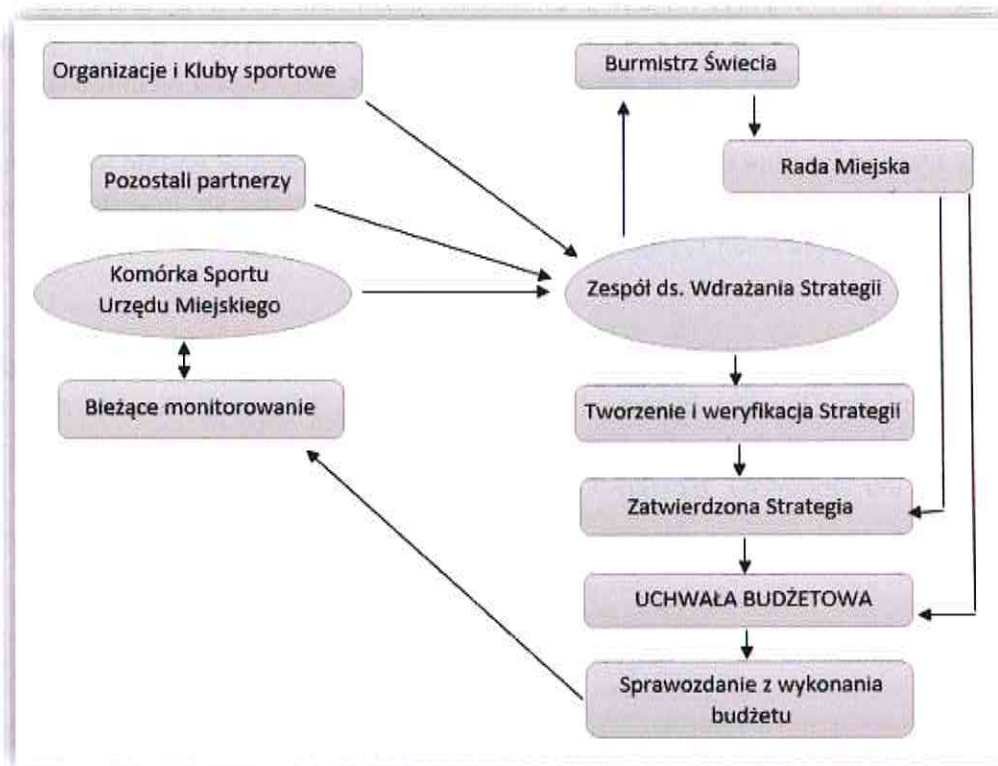 Organizacje i Kluby sportowe
Burmistrz Świecia
Rada Miejska
Pozostali partnerzy
Komórka Sportu
Urzędu Miejskiego
Zespół ds. Wdrażania Strategii
Bieżące monitorowanie
Tworzenie i weryfikacja Strategii
Zatwierdzona Strategia
UCHWAŁA BUDŻETOWA
Sprawozdanie z wykonania
budżetu